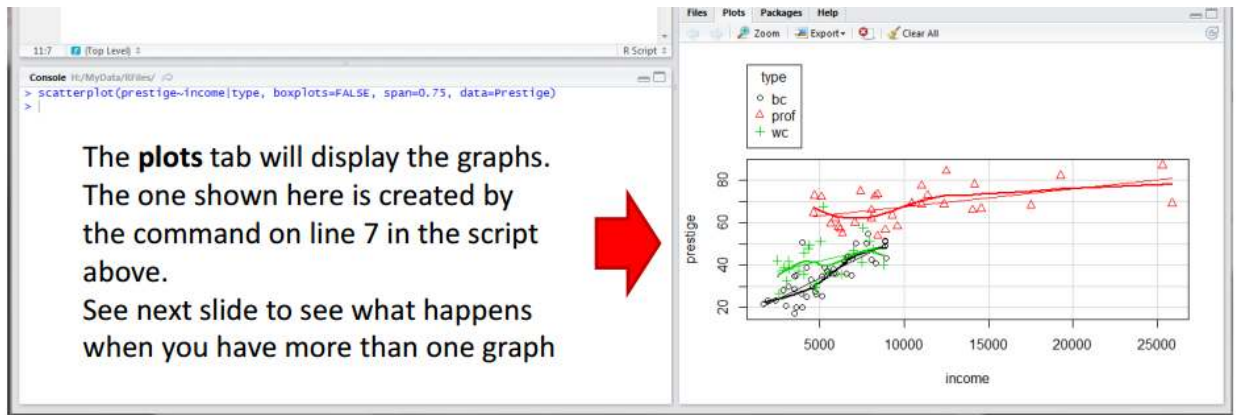 Files Plots Packages Help
Zoom Export Clear All
11:7 (Top Level) R Script
Console H:/MyData/RFiles/
> scatterplot(prestige~income|type, boxplots=FALSE, span=0.75, data=Prestige)
>
The plots tab will display the graphs.
The one shown here is created by
the command on line 7 in the script
above.
See next slide to see what happens
when you have more than one graph
type
bc
prof
wc
prestige
80
60
40
20
5000 10000 15000 20000 25000
income